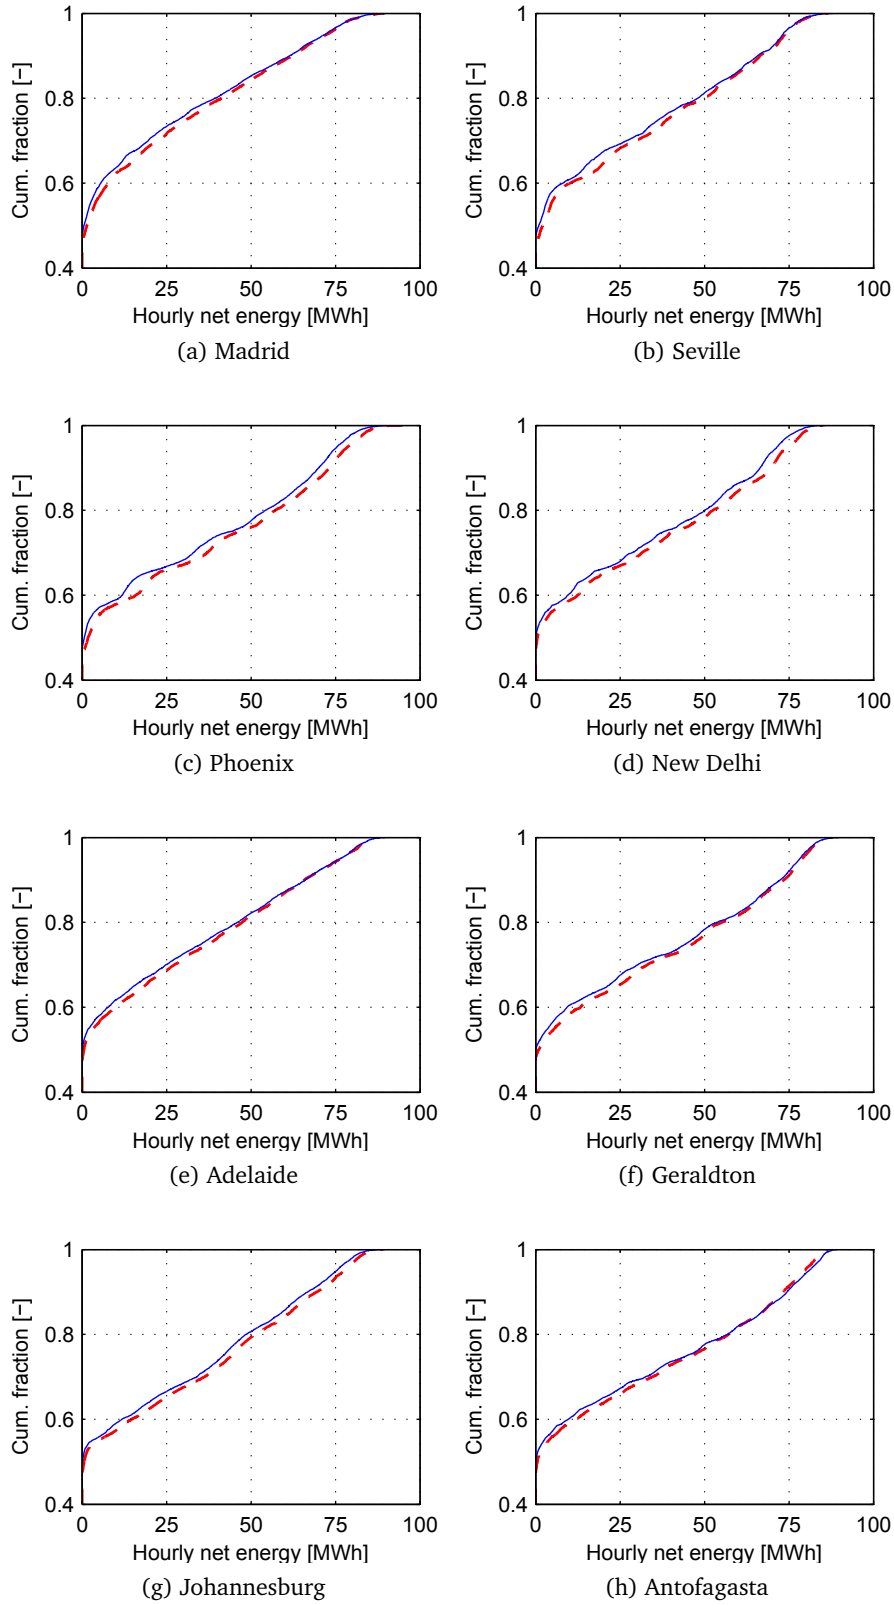 1
0.8
0.6
0.4
Cum. fraction [−]
0 25 50 75 100
Hourly net energy [MWh]
(a) Madrid
1
0.8
0.6
0.4
Cum. fraction [−]
0 25 50 75 100
Hourly net energy [MWh]
(b) Seville
1
0.8
0.6
0.4
Cum. fraction [−]
0 25 50 75 100
Hourly net energy [MWh]
(c) Phoenix
1
0.8
0.6
0.4
Cum. fraction [−]
0 25 50 75 100
Hourly net energy [MWh]
(d) New Delhi
1
0.8
0.6
0.4
Cum. fraction [−]
0 25 50 75 100
Hourly net energy [MWh]
(e) Adelaide
1
0.8
0.6
0.4
Cum. fraction [−]
0 25 50 75 100
Hourly net energy [MWh]
(f) Geraldton
1
0.8
0.6
0.4
Cum. fraction [−]
0 25 50 75 100
Hourly net energy [MWh]
(g) Johannesburg
1
0.8
0.6
0.4
Cum. fraction [−]
0 25 50 75 100
Hourly net energy [MWh]
(h) Antofagasta